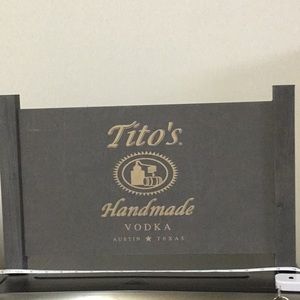 Tito's
Handmade
VODKA
AUSTIN ★ TEXAS